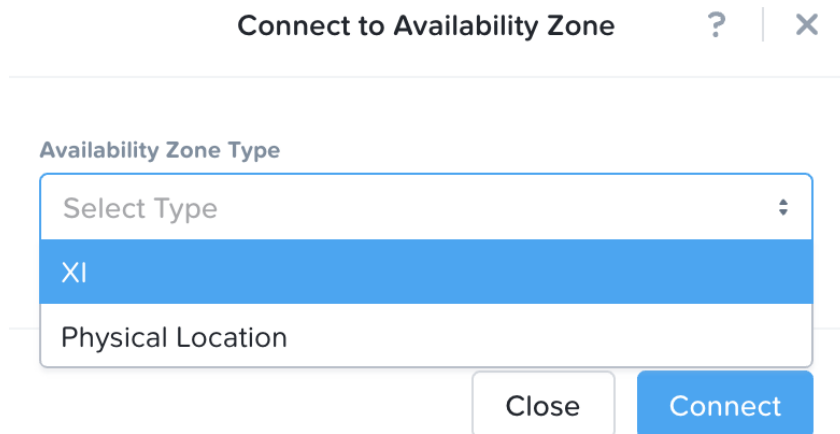 Connect to Availability Zone ?
Availability Zone Type
Select Type
XI
Physical Location
Close Connect